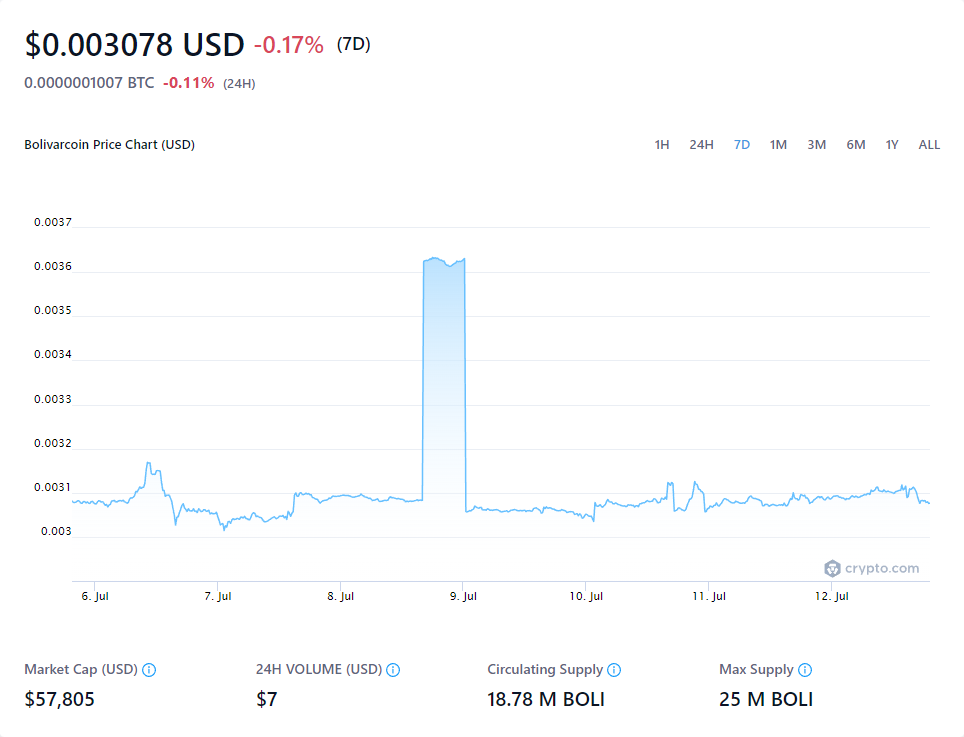 $0.003078 USD -0.17% (7D)
0.0000001007 BTC -0.11% (24H)
Bolivarcoin Price Chart (USD)
1H 24H 7D 1M 3M 6M 1Y ALL
0.0037
0.0036
0.0035
0.0034
0.0033
0.0032
0.0031
0.003
crypto.com
6. Jul 7. Jul 8. Jul 9. Jul 10. Jul 11. Jul 12. Jul
Market Cap (USD) 24H VOLUME (USD) Circulating Supply Max Supply
$57,805 $7 18.78 M BOLI 25 M BOLI